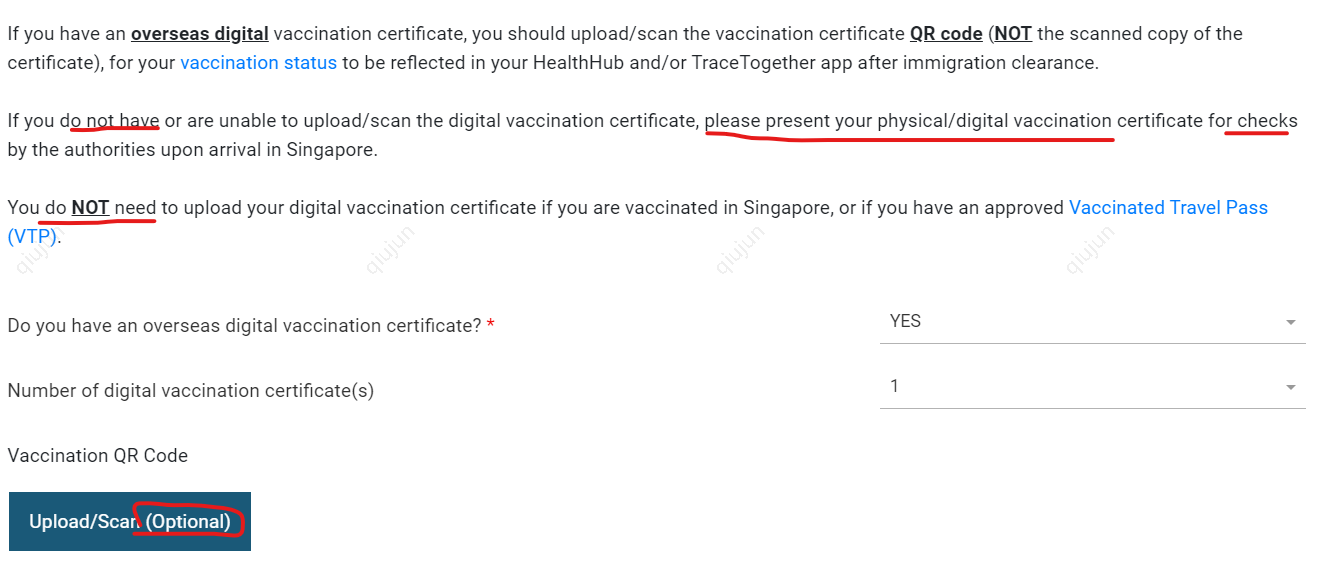 If you have an overseas digital vaccination certificate, you should upload/scan the vaccination certificate QR code (NOT the scanned copy of the
certificate), for your vaccination status to be reflected in your HealthHub and/or TraceTogether app after immigration clearance.
If you do not have or are unable to upload/scan the digital vaccination certificate, please present your physical/digital vaccination certificate for checks
by the authorities upon arrival in Singapore.
You do NOT need to upload your digital vaccination certificate if you are vaccinated in Singapore, or if you have an approved Vaccinated Travel Pass
(VTP).
qiujun qiujun qiujun qiujun
Do you have an overseas digital vaccination certificate? * YES
Number of digital vaccination certificate(s) 1
Vaccination QR Code
Upload/Scan (Optional)